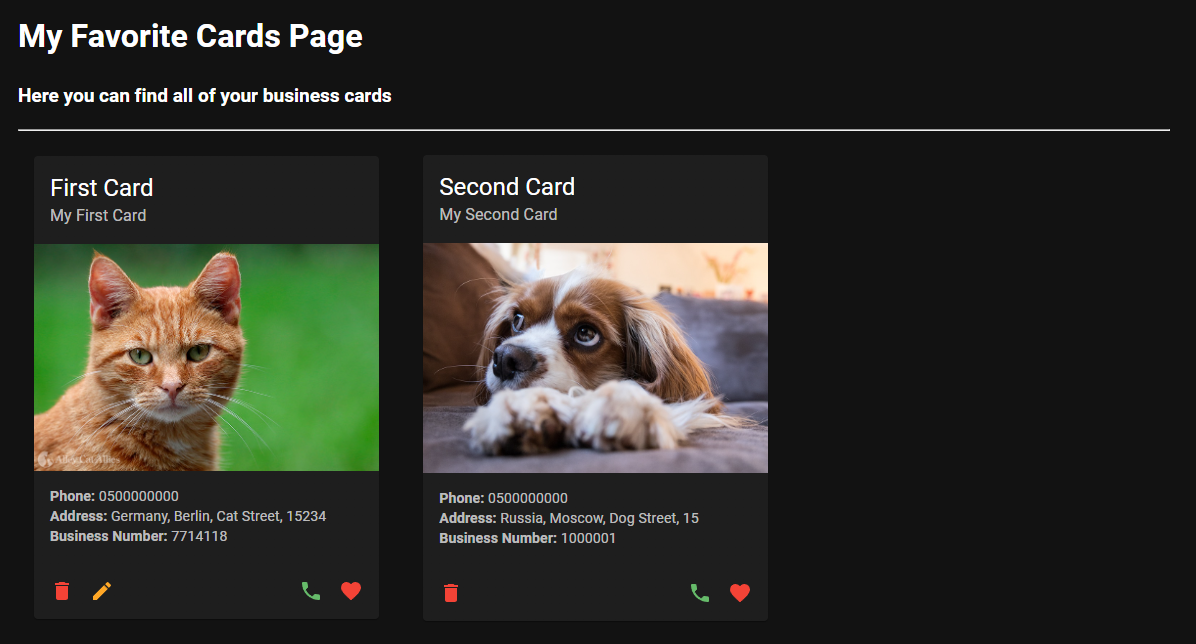 My Favorite Cards Page
Here you can find all of your business cards
First Card
My First Card
Alley Cat Allies
Phone: 0500000000
Address: Germany, Berlin, Cat Street, 15234
Business Number: 7714118
Second Card
My Second Card
Phone: 0500000000
Address: Russia, Moscow, Dog Street, 15
Business Number: 1000001